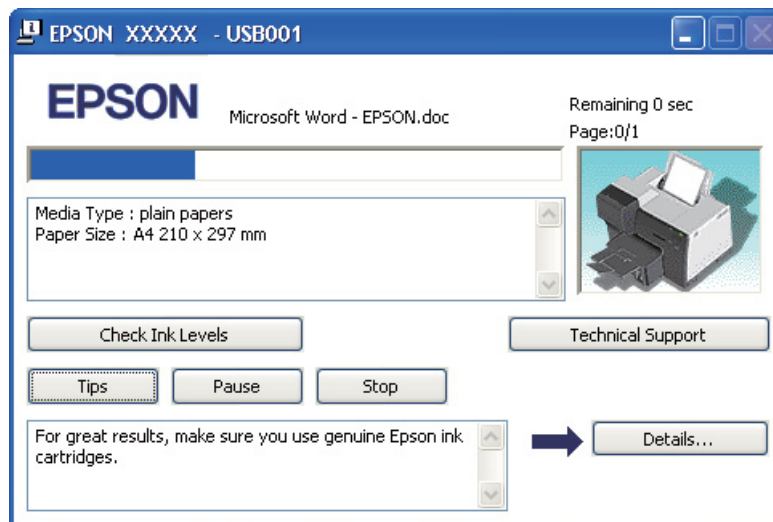 EPSON XXXXX - USB001
EPSON
Microsoft Word - EPSON.doc
Remaining 0 sec
Page:0/1
Media Type : plain papers
Paper Size : A4 210 x 297 mm
Check Ink Levels
Technical Support
Tips
Pause
Stop
For great results, make sure you use genuine Epson ink
cartridges.
Details...